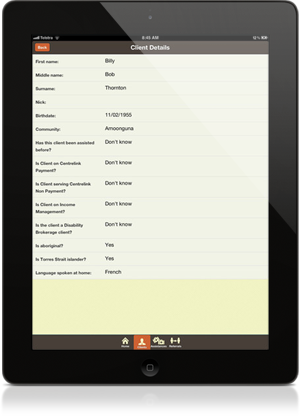 Telstra 8:45 AM
Back Client Details
First name: Billy
Middle name: Bob
Surname: Thornton
Nick:
Birthdate: 11/02/1955
Community: Amoonguna
Has this client been assisted Don't know
before?
Is Client on Centrelink Don't know
Payment?
Is Client serving Centrelink Don't know
Non Payment?
Is Client on Income Don't know
Management?
Is the client a Disability Don't know
Brokerage client?
Is aboriginal? Yes
Is Torres Strait islander? Yes
Language spoken at home: French
Home